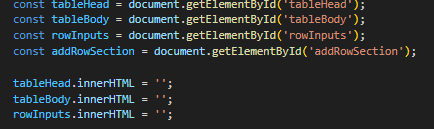 const tableHead = document.getElementById('tableHead');
const tableBody = document.getElementById('tableBody');
const rowInputs = document.getElementById('rowInputs');
const addRowSection = document.getElementById('addRowSection');
tableHead.innerHTML = '';
tableBody.innerHTML = '';
rowInputs.innerHTML = '';